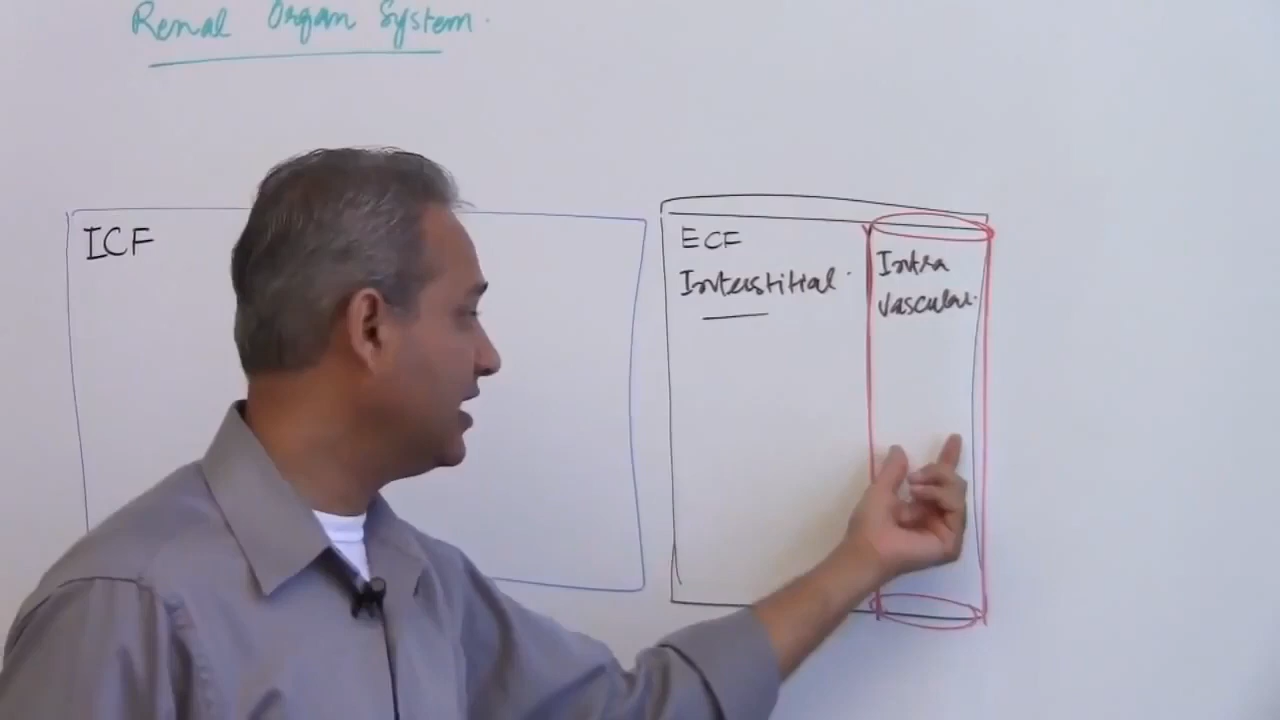 Renal Organ System.
ICF
ECF
Interstitial.
Intra
vascular.